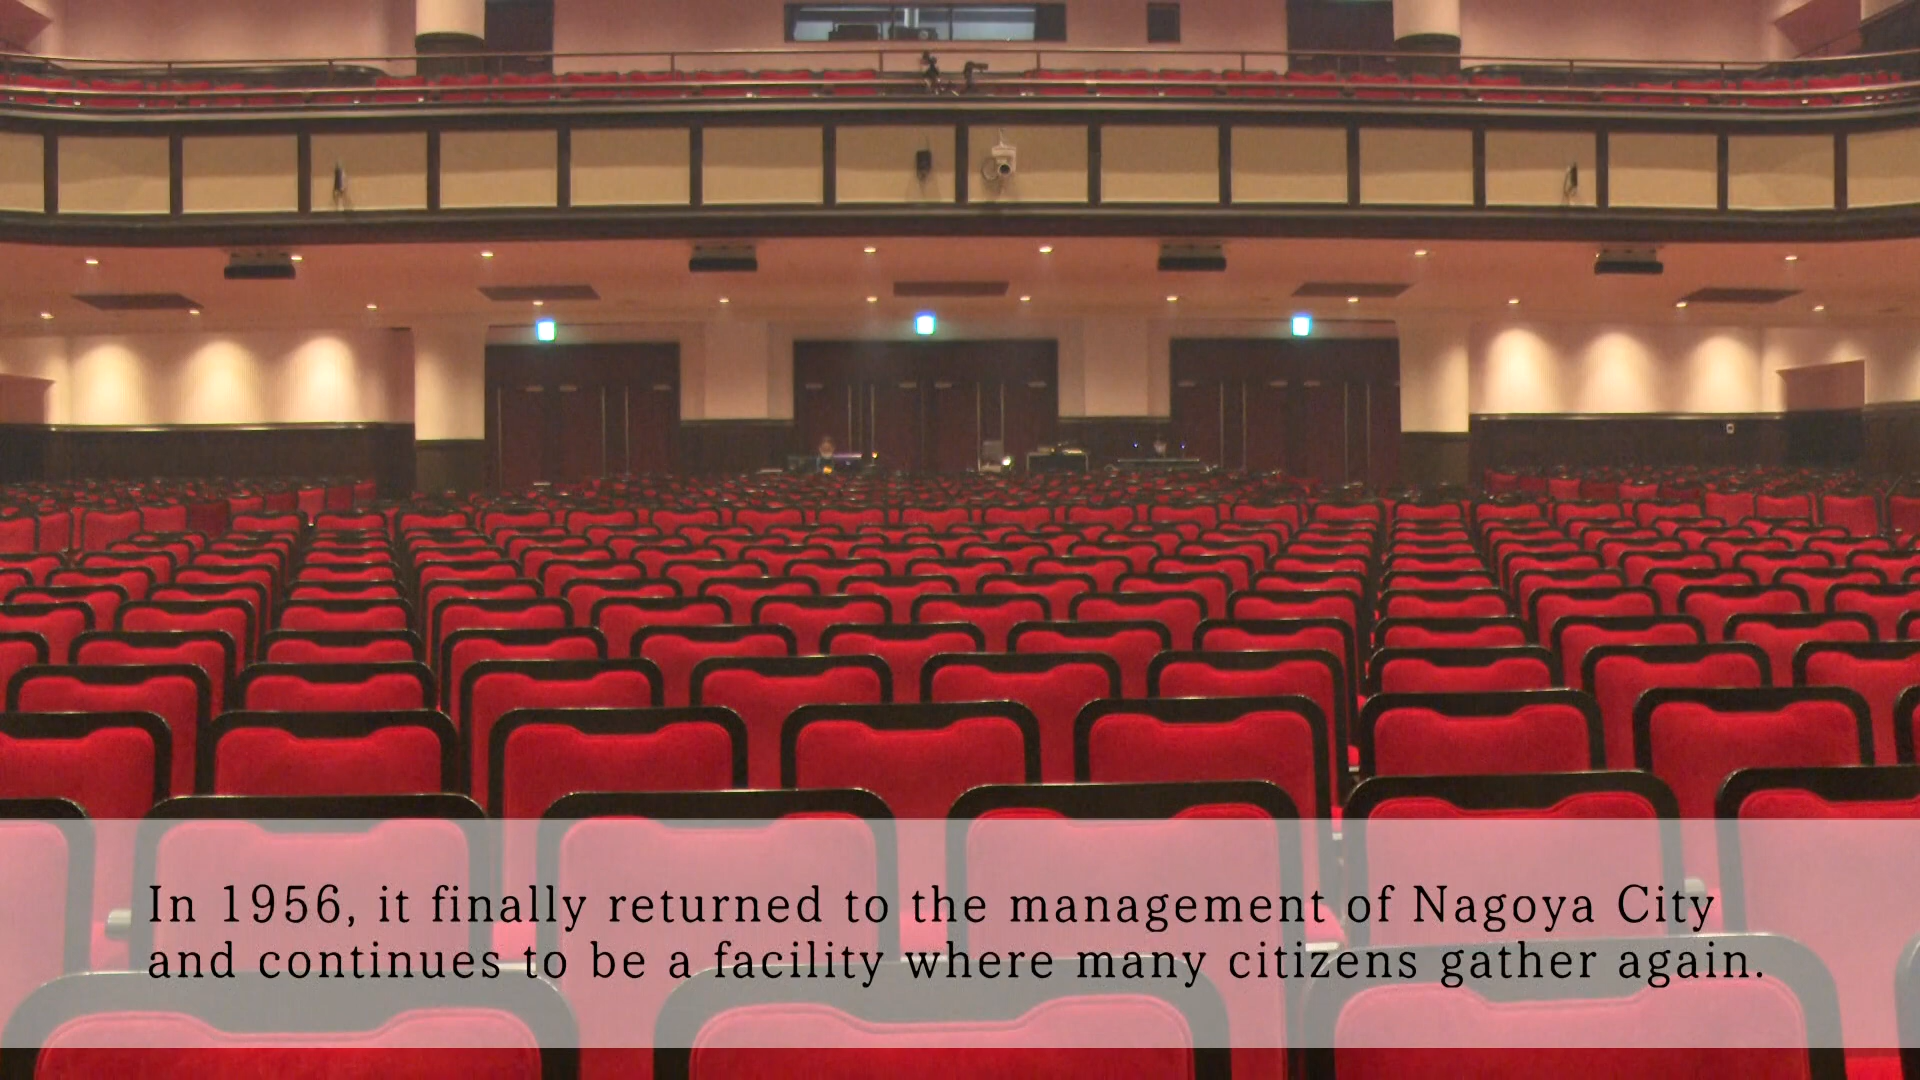 In 1956, it finally returned to the management of Nagoya City
and continues to be a facility where many citizens gather again.